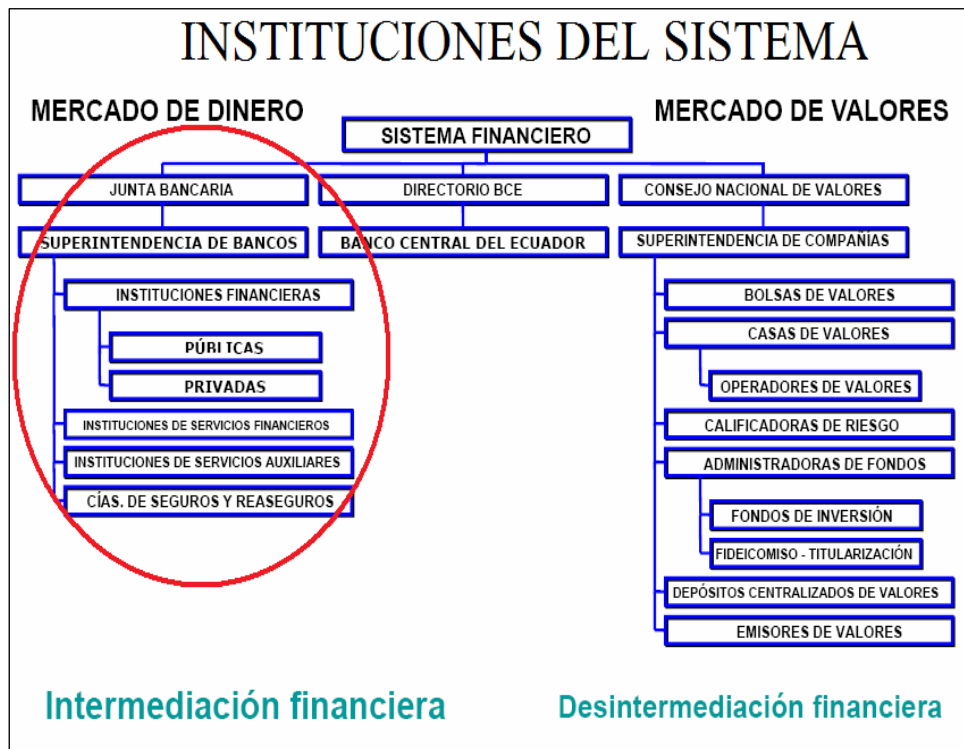 INSTITUCIONES DEL SISTEMA
MERCADO DE DINERO
MERCADO DE VALORES
SISTEMA FINANCIERO
JUNTA BANCARIA
DIRECTORIO BCE
CONSEJO NACIONAL DE VALORES
SUPERINTENDENCIA DE BANCOS
BANCO CENTRAL DEL ECUADOR
SUPERINTENDENCIA DE COMPAÑÍAS
INSTITUCIONES FINANCIERAS
PÚBLICAS
PRIVADAS
INSTITUCIONES DE SERVICIOS FINANCIEROS
INSTITUCIONES DE SERVICIOS AUXILIARES
CÍAS. DE SEGUROS Y REASEGUROS
BOLSAS DE VALORES
CASAS DE VALORES
OPERADORES DE VALORES
CALIFICADORAS DE RIESGO
ADMINISTRADORAS DE FONDOS
FONDOS DE INVERSIÓN
FIDEICOMISO - TITULARIZACIÓN
DEPÓSITOS CENTRALIZADOS DE VALORES
EMISORES DE VALORES
Intermediación financiera
Desintermediación financiera